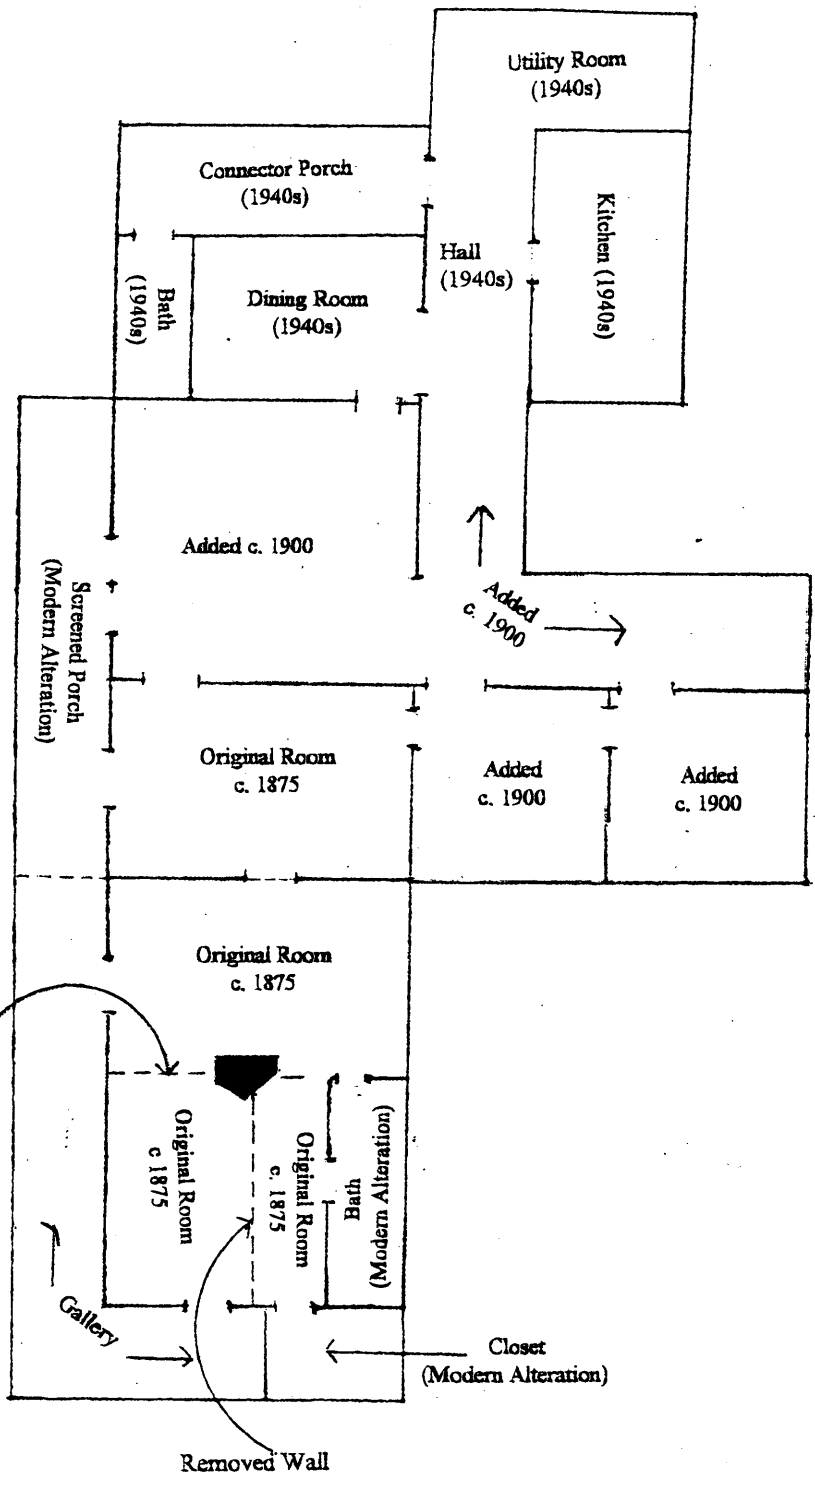 Utility Room
(1940s)
Connector Porch
(1940s)
Kitchen (1940s)
Hall
(1940s)
Bath
(1940s)
Dining Room
(1940s)
Added c. 1900
Added
c. 1900
Screened Porch
(Modern Alteration)
Original Room
c. 1875
Added
c. 1900
Added
c. 1900
Original Room
c. 1875
Original Room
c 1875
Original Room
c. 1875
Bath
(Modern Alteration)
Gallery
Closet
(Modern Alteration)
Removed Wall